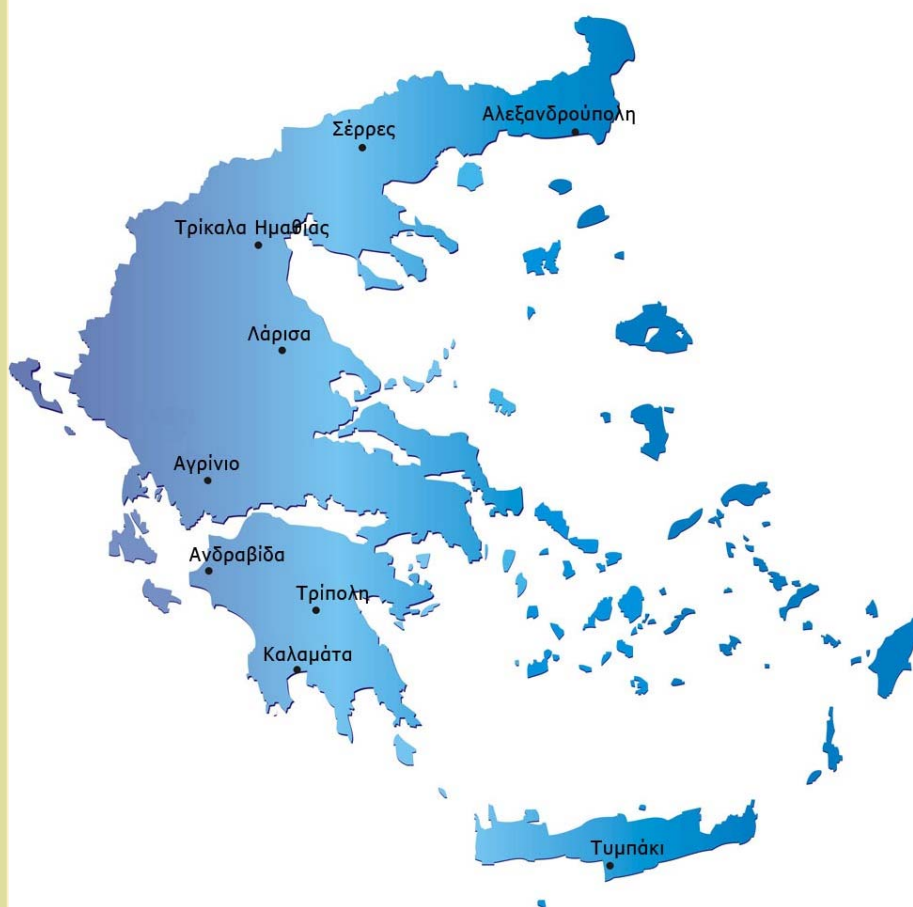 Αλεξανδρούπολη
Σέρρες
Τρίκαλα Ημαθίας
Λάρισα
Αγρίνιο
Ανδραβίδα
Τρίπολη
Καλαμάτα
Τυμπάκι